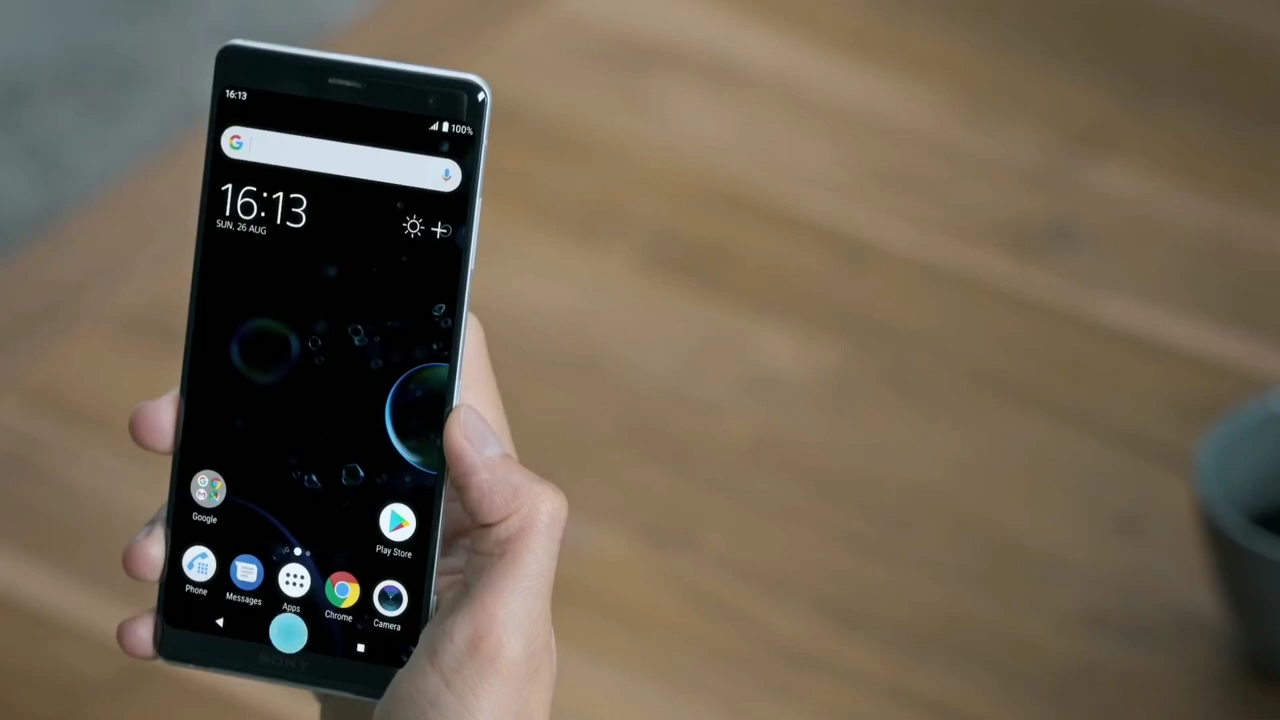 16:13
100%
16:13
SUN, 26 AUG
Google
Play Store
Phone
Messages
Apps
Chrome
Camera
SONY